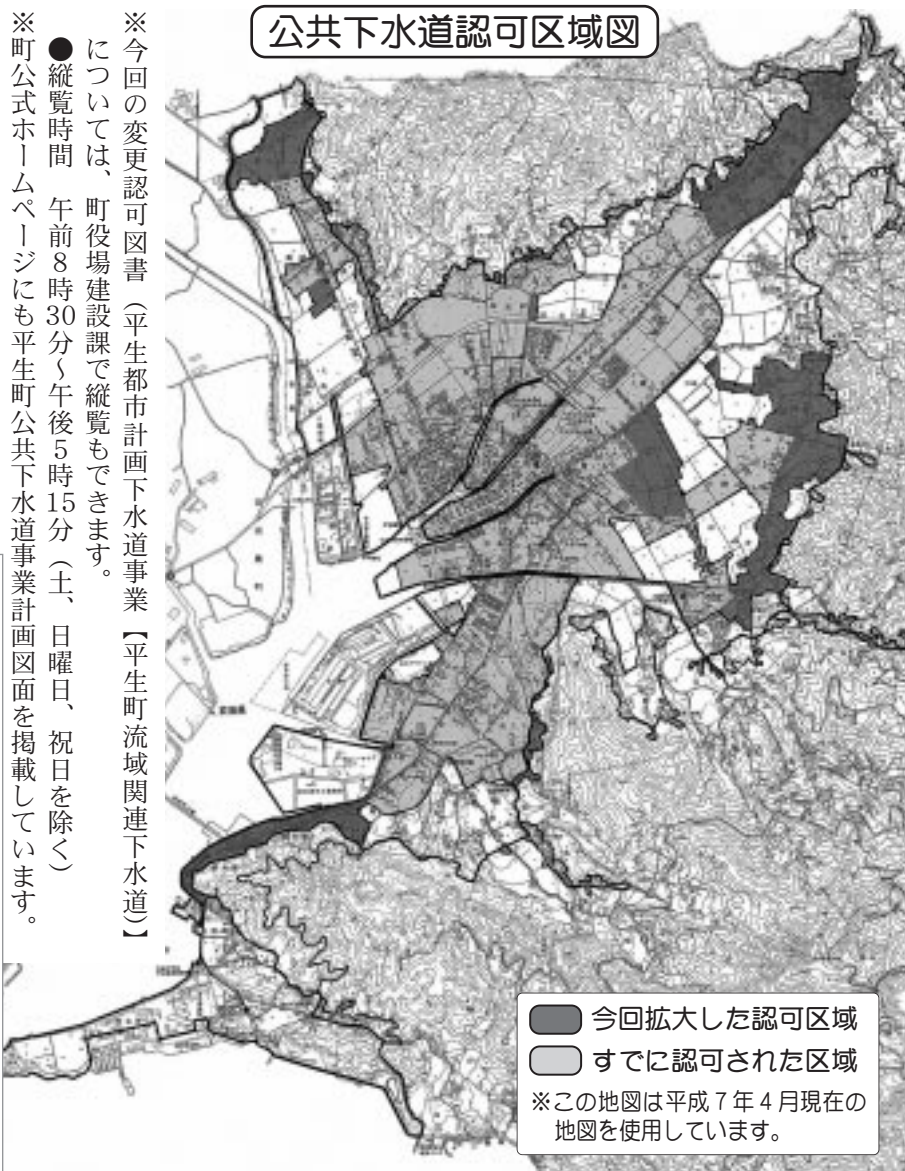 公共下水道認可区域図
※今回の変更認可図書（平生都市計画下水道事業【平生町流域関連下水道】）
については、町役場建設課で縦覧もできます。
●縦覧時間　午前８時30分～午後５時15分（土、日曜日、祝日を除く）
※町公式ホームページにも平生町公共下水道事業計画図面を掲載しています。
今回拡大した認可区域
すでに認可された区域
※この地図は平成７年４月現在の
地図を使用しています。